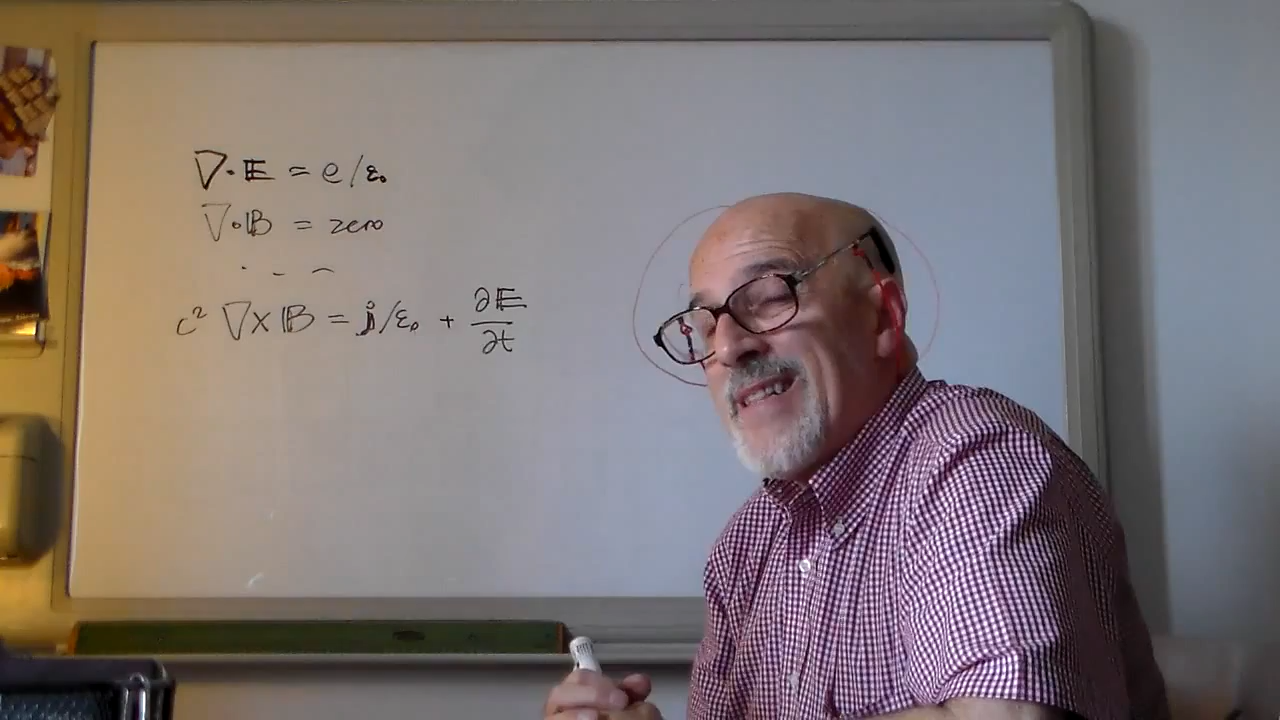 ∇·𝔼 = ρ/ε₀
∇·𝔹 = zero
c² ∇×𝔹 = j/ε₀ + ∂𝔼/∂t